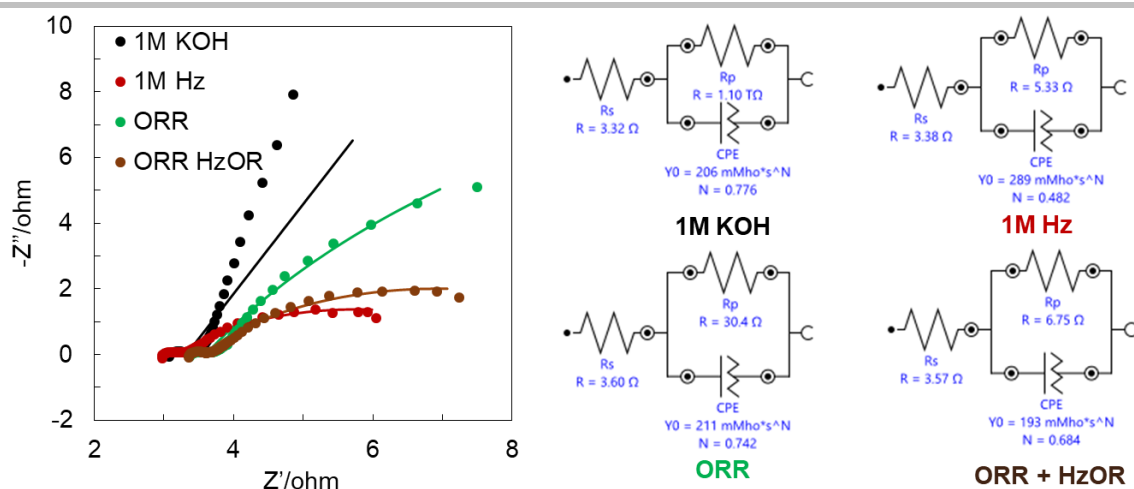 10
8
6
4
2
0
-2
2
4
6
8
-Z"/ohm
Z'/ohm
1M KOH
1M Hz
ORR
ORR HzOR
Rs
R = 3.32 Ω
Rp
R = 1.10 TΩ
CPE
Y0 = 206 mMho*s^N
N = 0.776
1M KOH
Rs
R = 3.38 Ω
Rp
R = 5.33 Ω
CPE
Y0 = 289 mMho*s^N
N = 0.482
1M Hz
Rs
R = 3.60 Ω
Rp
R = 30.4 Ω
CPE
Y0 = 211 mMho*s^N
N = 0.742
ORR
Rs
R = 3.57 Ω
Rp
R = 6.75 Ω
CPE
Y0 = 193 mMho*s^N
N = 0.684
ORR + HzOR